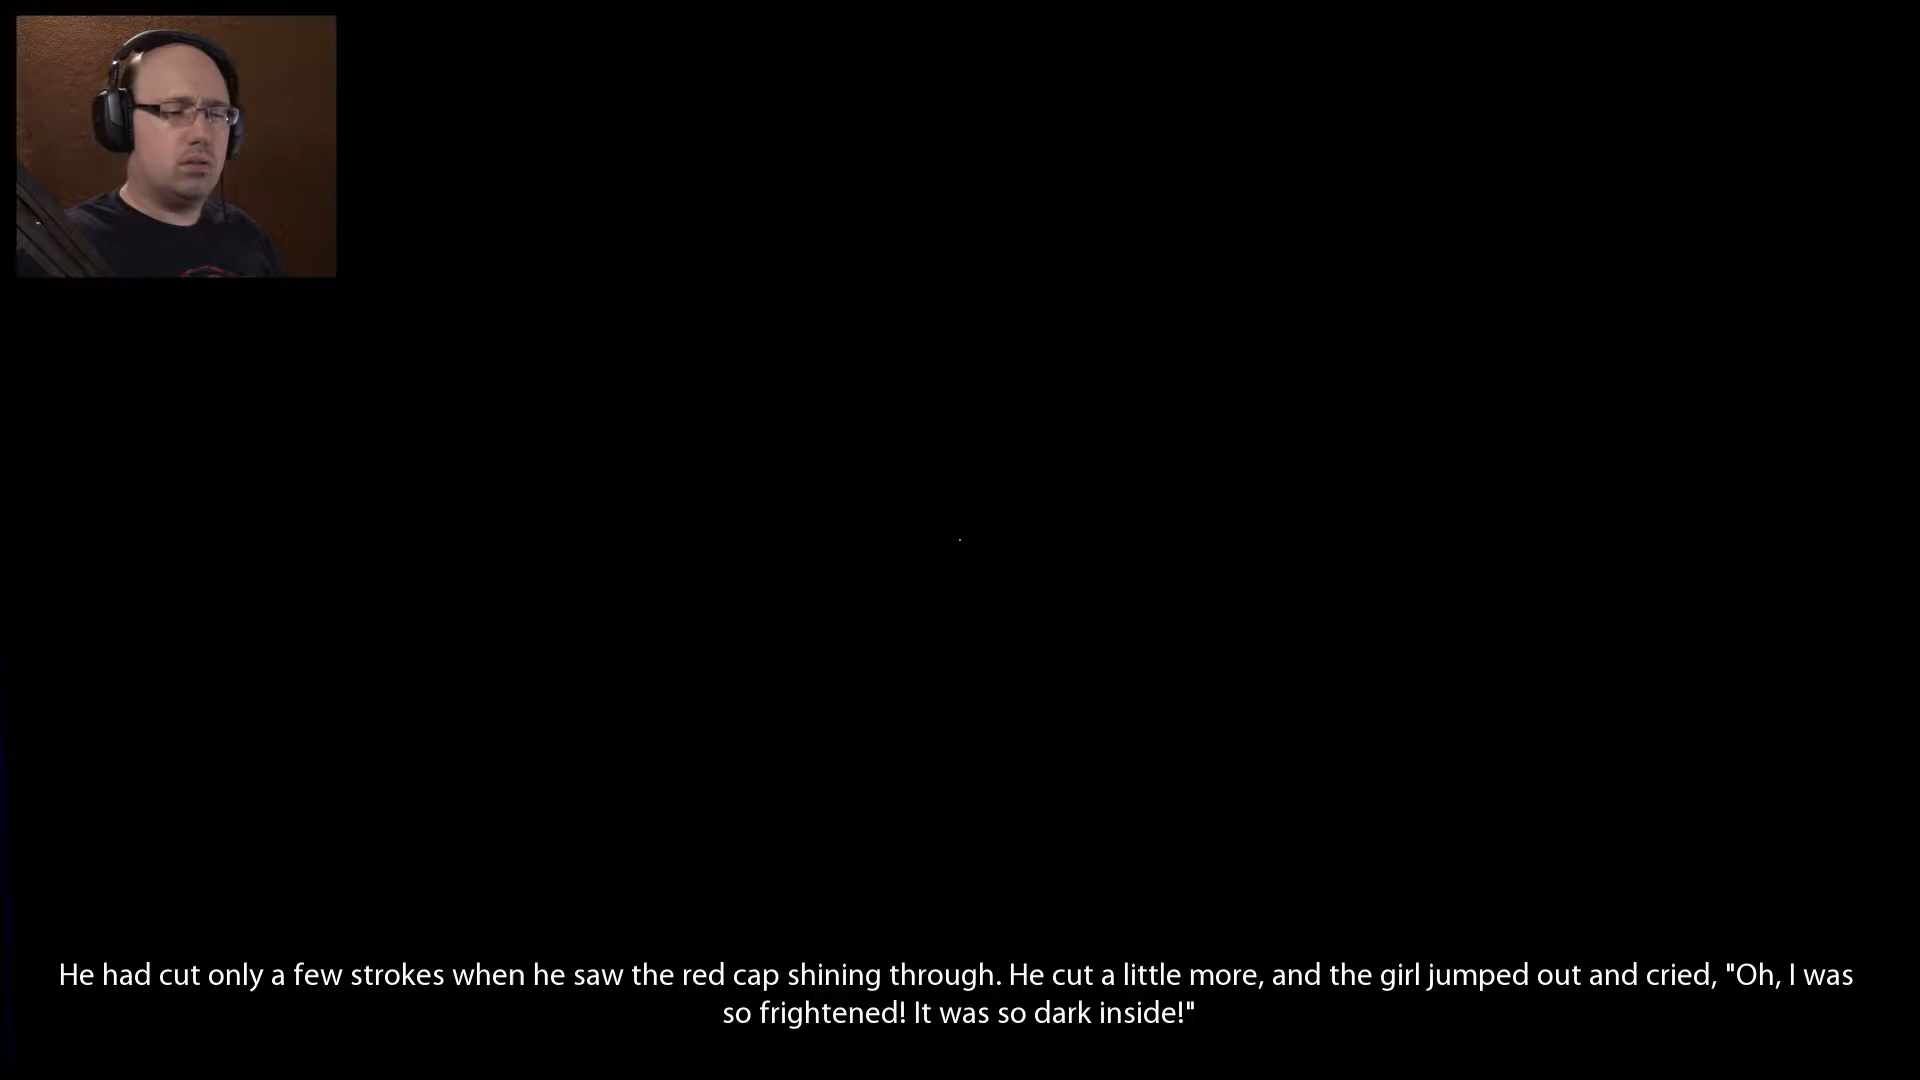 He had cut only a few strokes when he saw the red cap shining through. He cut a little more, and the girl jumped out and cried, "Oh, I was
so frightened! It was so dark inside!"